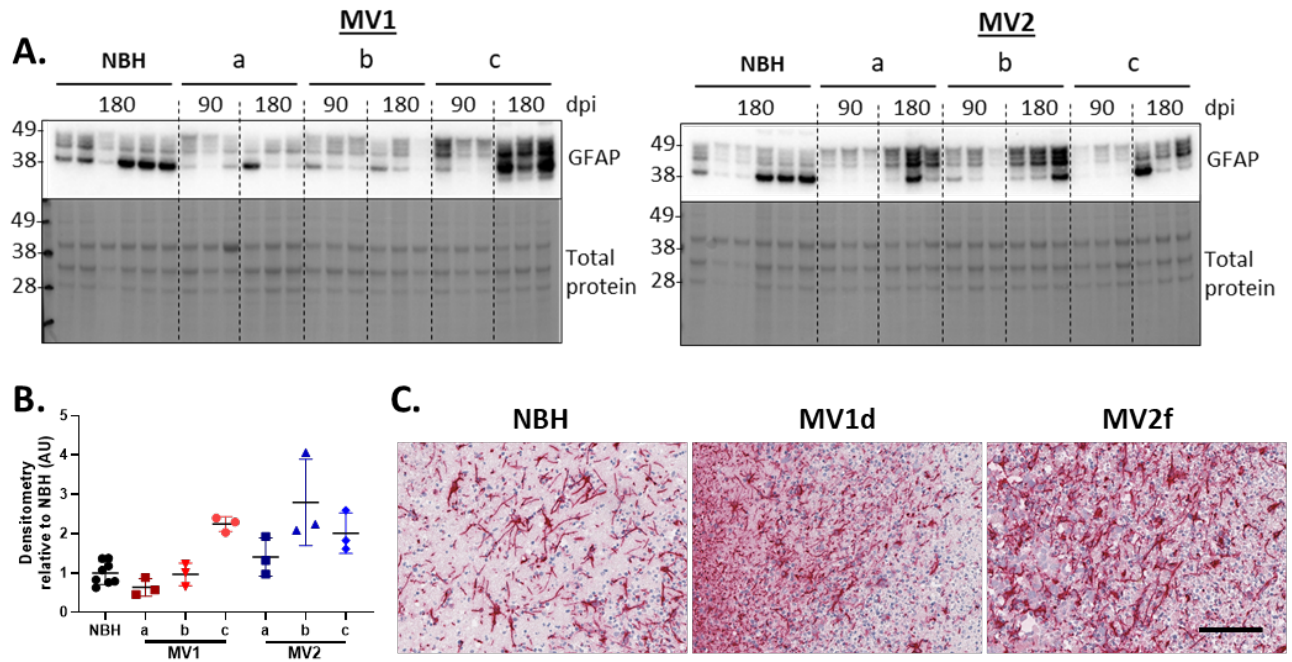 A.
MV1
NBH a b c
180 90 180 90 180 90 180 dpi
49
38
GFAP
49
38
28
Total
protein
MV2
NBH a b c
180 90 180 90 180 90 180 dpi
49
38
GFAP
49
38
28
Total
protein
B.
Densitometry
relative to NBH (AU)
5
4
3
2
1
0
NBH a b c a b c
MV1 MV2
C.
NBH MV1d MV2f